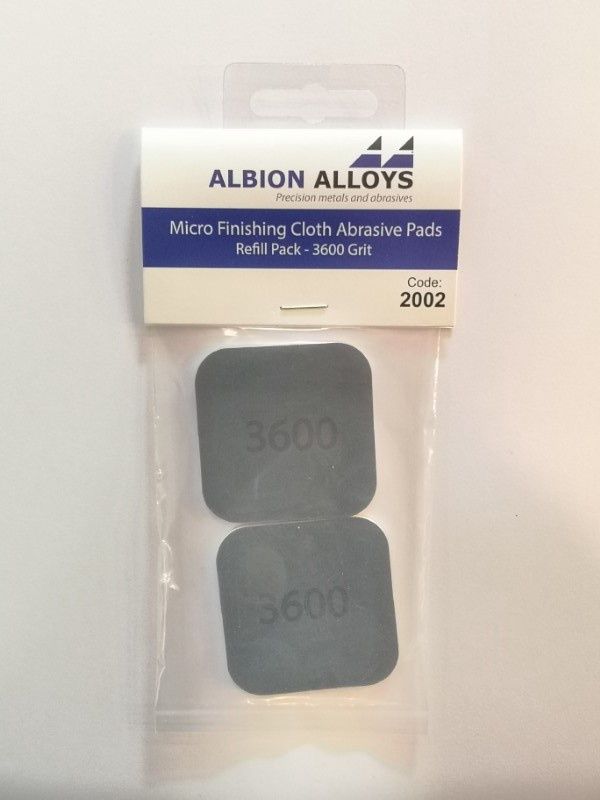 ALBION ALLOYS
Precision metals and abrasives
Micro Finishing Cloth Abrasive Pads
Refill Pack - 3600 Grit
Code:
2002
3600
3600